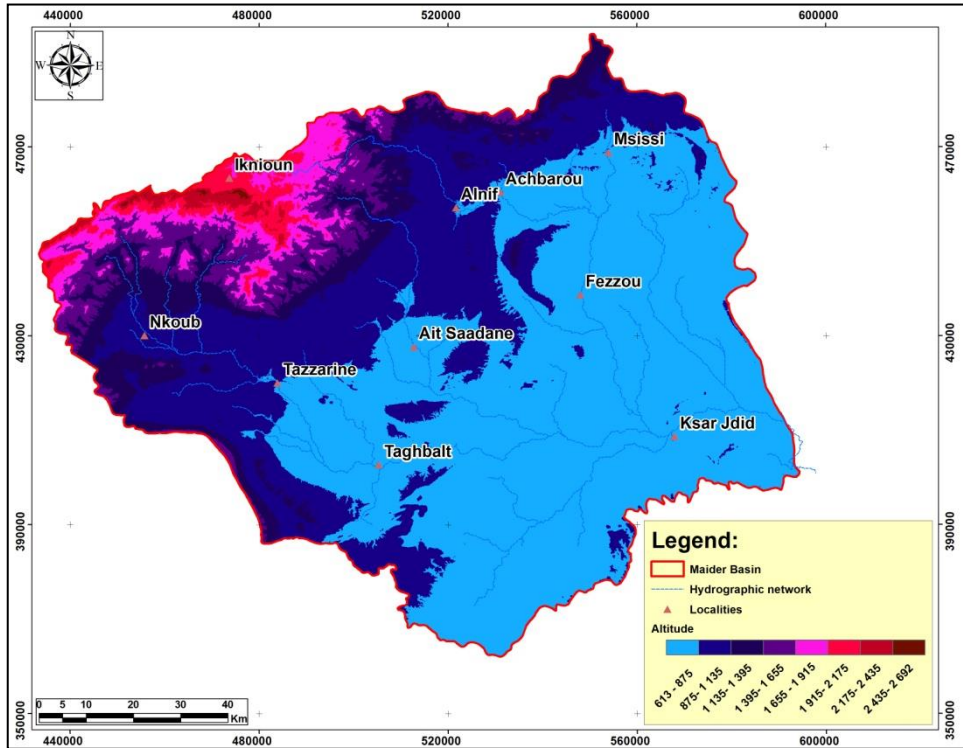 440000 480000 520000 560000 600000
N
W E
S
470000 470000
Msissi
Iknioun
Achbarou
Alnif
Fezzou
Nkoub
430000 430000
Ait Saadane
Tazzarine
Ksar Jdid
Taghbalt
390000 390000
Legend:
Maider Basin
Hydrographic network
Localities
Altitude
613 - 875
875- 1 135
1 135 - 1 395
1 395- 1 655
1 655 - 1 915
1 915 - 2 175
2 175- 2 435
2 435- 2 692
0 5 10 20 30 40
Km
350000 350000
440000 480000 520000 560000 600000